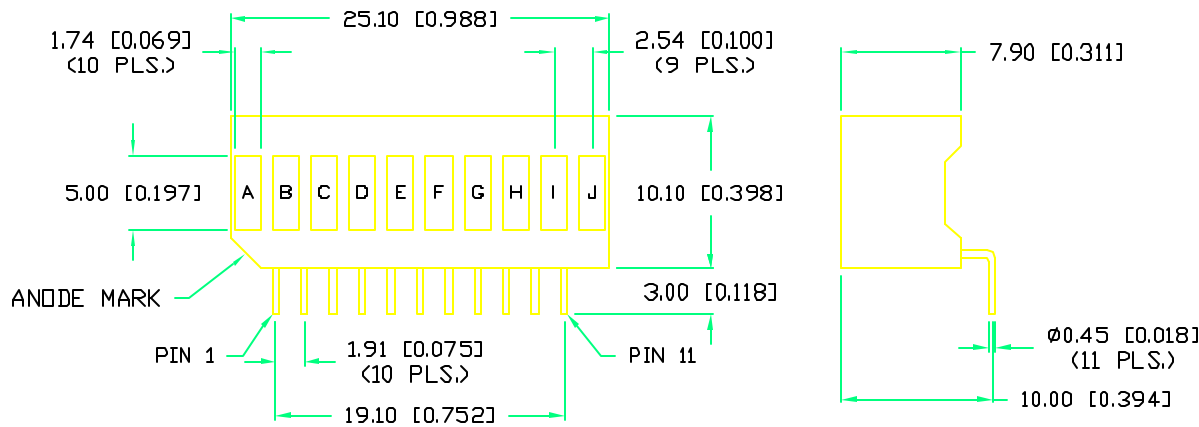 25.10 [0.988]
1.74 [0.069]
(10 PLS.)
2.54 [0.100]
(9 PLS.)
7.90 [0.311]
5.00 [0.197]
A B C D E F G H I J
10.10 [0.398]
ANODE MARK
3.00 [0.118]
PIN 1
1.91 [0.075]
(10 PLS.)
PIN 11
Ø0.45 [0.018]
(11 PLS.)
19.10 [0.752]
10.00 [0.394]